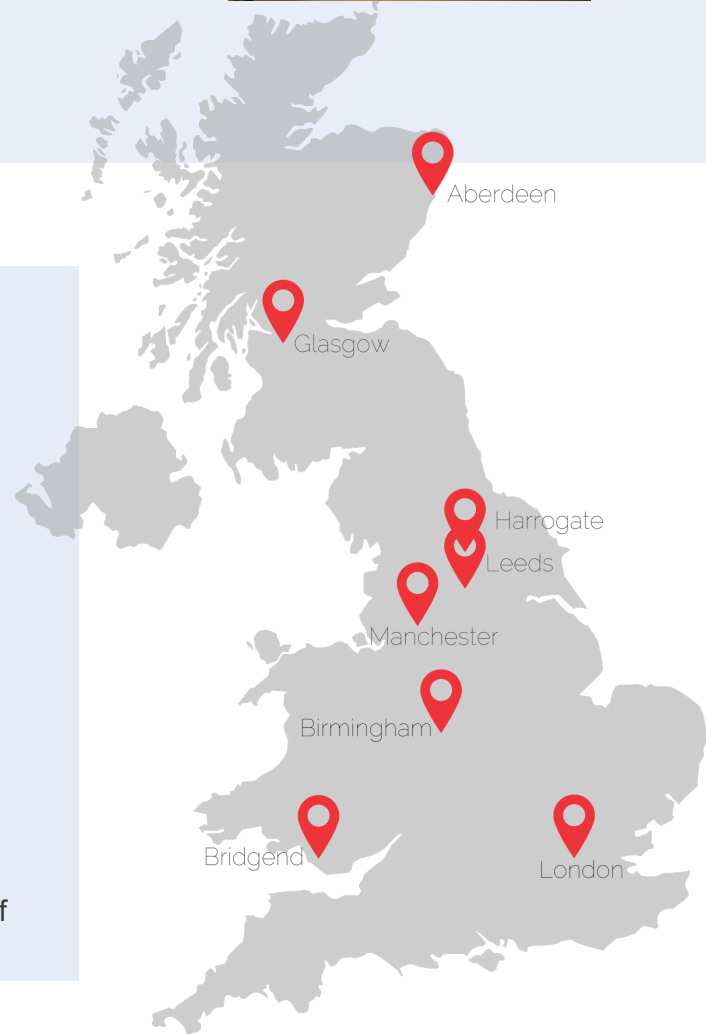 Aberdeen
Glasgow
Harrogate
Leeds
Manchester
Birmingham
Bridgend
London
f